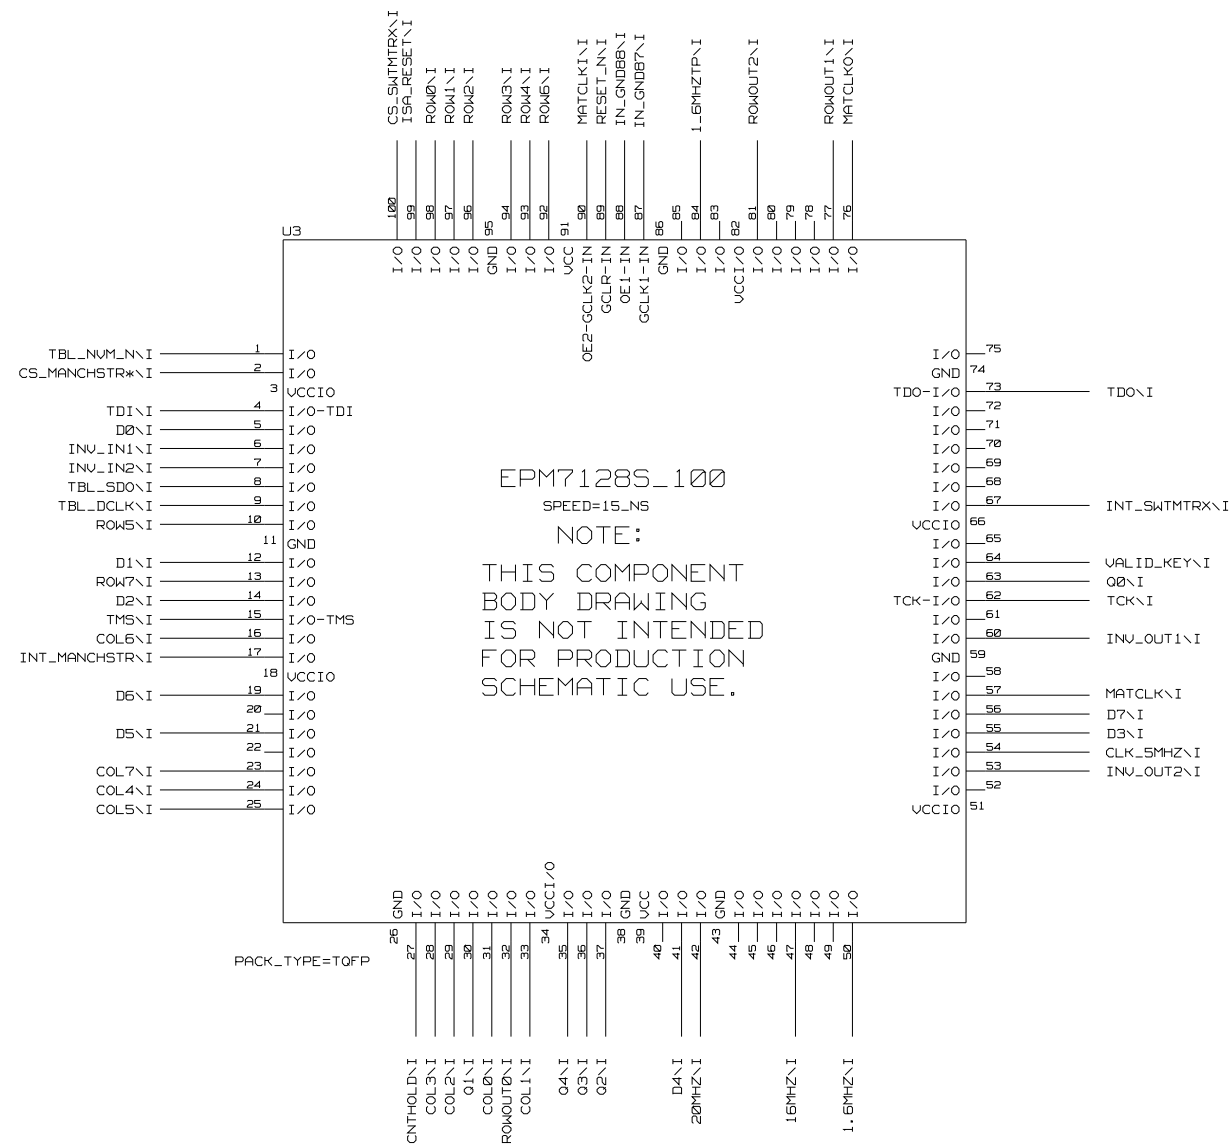 CS_SWTMTRX\I
ISA_RESET\I
ROW0\I
ROW1\I
ROW2\I
ROW3\I
ROW4\I
ROW6\I
MATCLKI\I
RESET_N\I
IN_GND88\I
IN_GND87\I
1_6MHZTP\I
ROWOUT2\I
ROWOUT1\I
MATCLKO\I
100 99 98 97 96 95 94 93 92 91 90 89 88 87 86 85 84 83 82 81 80 79 78 77 76
U3
I/O I/O I/O I/O I/O GND I/O I/O I/O VCC OE2-GCLK2-IN GCLR-IN OE1-IN GCLK1-IN GND I/O I/O I/O VCCI/O I/O I/O I/O I/O I/O I/O
TBL_NVM_N\I 1 I/O
CS_MANCHSTR*\I 2 I/O
3 VCCIO
TDI\I 4 I/O-TDI
D0\I 5 I/O
INV_IN1\I 6 I/O
INV_IN2\I 7 I/O
TBL_SDO\I 8 I/O
TBL_DCLK\I 9 I/O
ROW5\I 10 I/O
11 GND
D1\I 12 I/O
ROW7\I 13 I/O
D2\I 14 I/O
TMS\I 15 I/O-TMS
COL6\I 16 I/O
INT_MANCHSTR\I 17 I/O
18 VCCIO
D6\I 19 I/O
20 I/O
D5\I 21 I/O
22 I/O
COL7\I 23 I/O
COL4\I 24 I/O
COL5\I 25 I/O
EPM7128S_100
SPEED=15_NS
NOTE:
THIS COMPONENT
BODY DRAWING
IS NOT INTENDED
FOR PRODUCTION
SCHEMATIC USE.
I/O 75
GND 74
TDO-I/O 73 TDO\I
I/O 72
I/O 71
I/O 70
I/O 69
I/O 68
I/O 67 INT_SWTMTRX\I
VCCIO 66
I/O 65
I/O 64 VALID_KEY\I
I/O 63 Q0\I
TCK-I/O 62 TCK\I
I/O 61
I/O 60 INV_OUT1\I
GND 59
I/O 58
I/O 57 MATCLK\I
I/O 56 D7\I
I/O 55 D3\I
I/O 54 CLK_5MHZ\I
I/O 53 INV_OUT2\I
I/O 52
VCCIO 51
GND I/O I/O I/O I/O I/O I/O I/O VCCI/O I/O I/O I/O GND VCC I/O I/O I/O GND I/O I/O I/O I/O I/O I/O I/O
26 27 28 29 30 31 32 33 34 35 36 37 38 39 40 41 42 43 44 45 46 47 48 49 50
PACK_TYPE=TQFP
CNTHOLD\I
COL3\I
COL2\I
Q1\I
COL0\I
ROWOUT0\I
COL1\I
Q4\I
Q3\I
Q2\I
D4\I
20MHZ\I
16MHZ\I
1.6MHZ\I